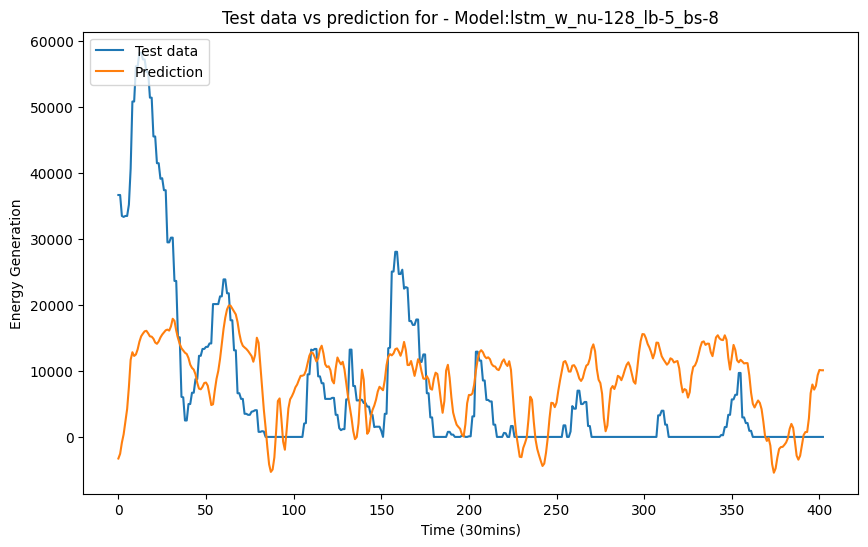 Test data vs prediction for - Model:lstm_w_nu-128_lb-5_bs-8
Test data
Prediction
Energy Generation
60000
50000
40000
30000
20000
10000
0
0 50 100 150 200 250 300 350 400
Time (30mins)